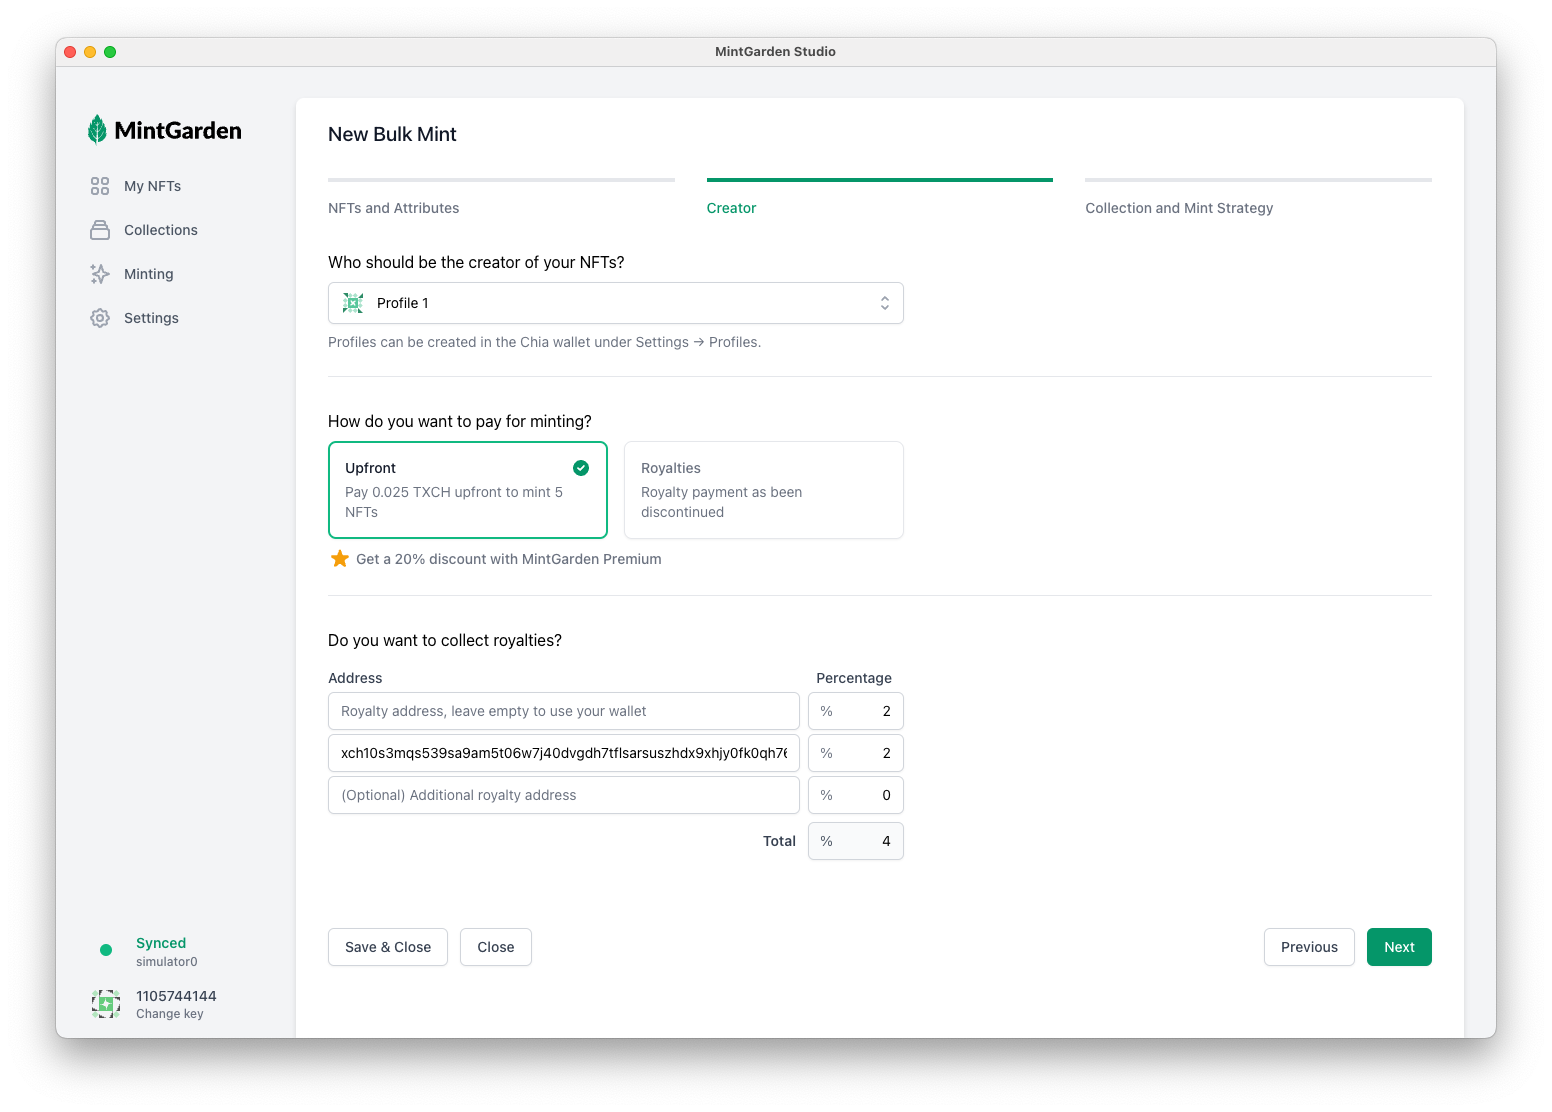 MintGarden Studio
MintGarden
My NFTs
Collections
Minting
Settings
Synced
simulator0
1105744144
Change key
New Bulk Mint
NFTs and Attributes
Creator
Collection and Mint Strategy
Who should be the creator of your NFTs?
Profile 1
Profiles can be created in the Chia wallet under Settings → Profiles.
How do you want to pay for minting?
Upfront
Pay 0.025 TXCH upfront to mint 5
NFTs
Royalties
Royalty payment as been
discontinued
Get a 20% discount with MintGarden Premium
Do you want to collect royalties?
Address Percentage
Royalty address, leave empty to use your wallet % 2
xch10s3mqs539sa9am5t06w7j40dvgdh7tflsarsuszhdx9xhjy0fk0qh76 % 2
(Optional) Additional royalty address % 0
Total % 4
Save & Close Close Previous Next